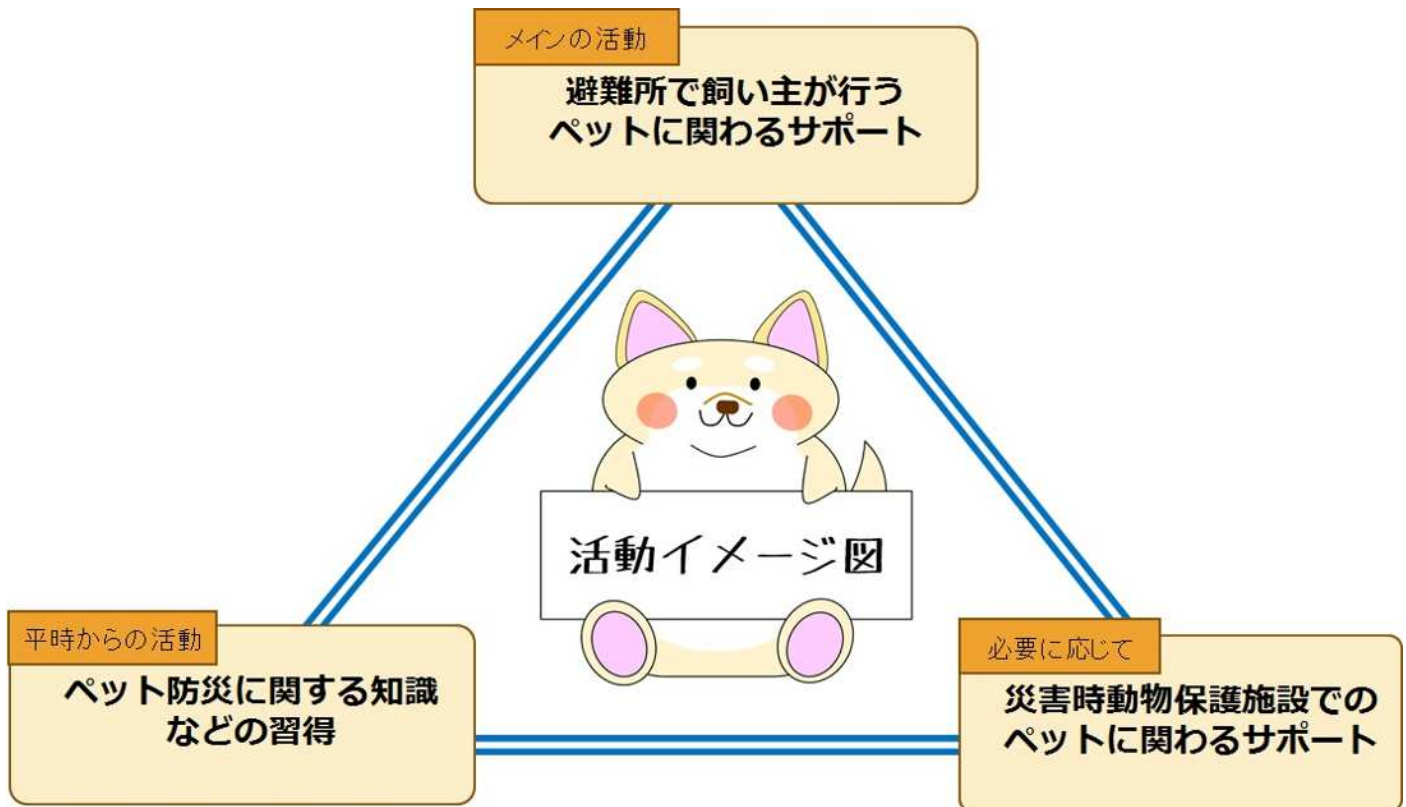 メインの活動
避難所で飼い主が行う
ペットに関わるサポート
活動イメージ図
平時からの活動
ペット防災に関する知識
などの習得
必要に応じて
災害時動物保護施設での
ペットに関わるサポート